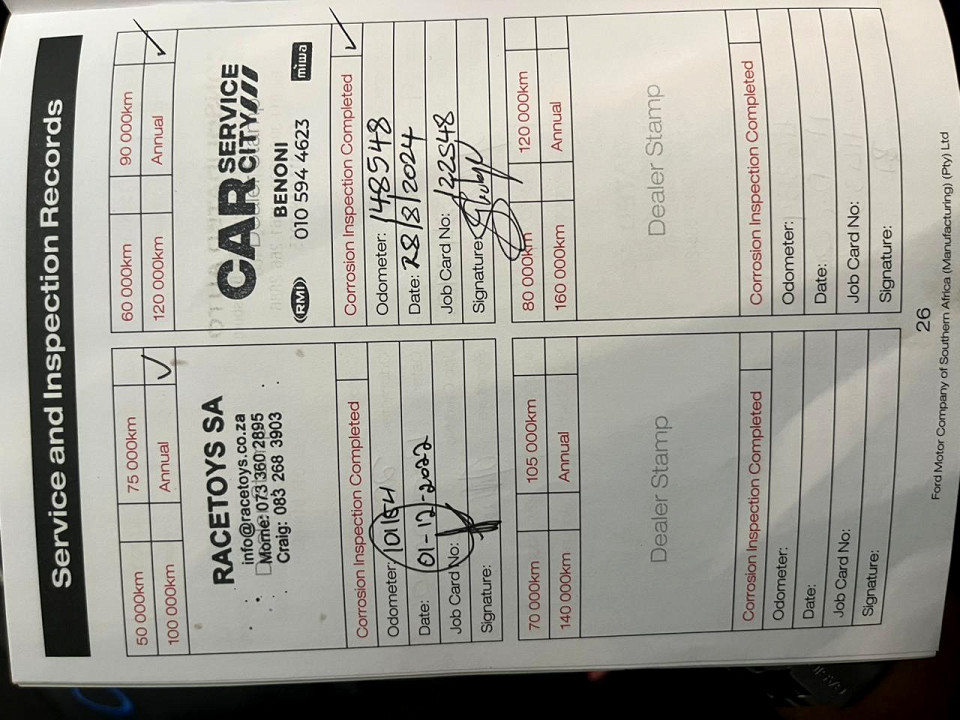 Service and Inspection Records
50 000km 75 000km
100 000km Annual
RACETOYS SA
info@racetoys.co.za
Morne: 073 360 2895
Craig: 083 268 3903
Corrosion Inspection Completed
Odometer: 101154
Date: 01-12-2022
Job Card No:
Signature:
60 000km 90 000km
120 000km Annual
CAR SERVICE
CITY
BENONI
RMI 010 594 4623 miwa
Corrosion Inspection Completed
Odometer: 148548
Date: 28/8/2024
Job Card No: 122548
Signature:
70 000km 105 000km
140 000km Annual
Dealer Stamp
Corrosion Inspection Completed
Odometer:
Date:
Job Card No:
Signature:
80 000km 120 000km
160 000km Annual
Dealer Stamp
Corrosion Inspection Completed
Odometer:
Date:
Job Card No:
Signature:
26
Ford Motor Company of Southern Africa (Manufacturing) (Pty) Ltd